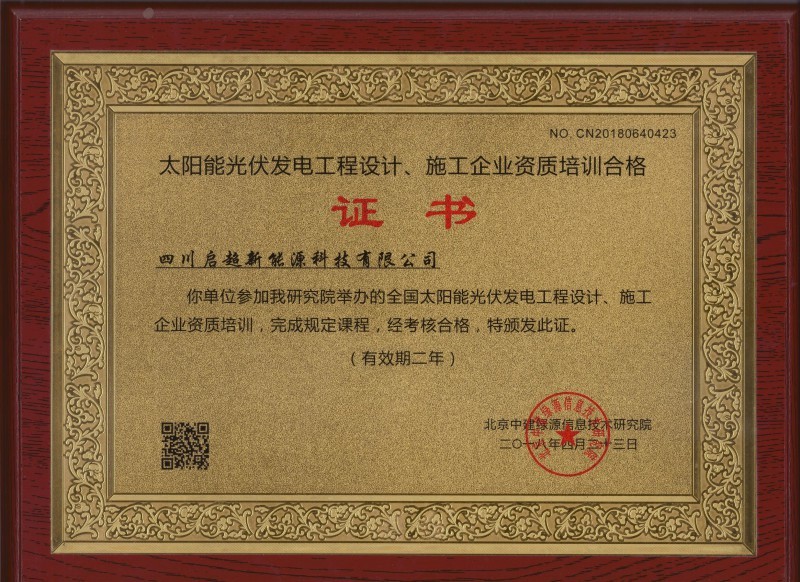 NO. CN20180640423
太阳能光伏发电工程设计、施工企业资质培训合格
证 书
四川启超新能源科技有限公司
你单位参加我研究院举办的全国太阳能光伏发电工程设计、施工
企业资质培训，完成规定课程，经考核合格，特颁发此证。
（有效期二年）
北京中建绿源信息技术研究院
二〇一八年四月二十三日